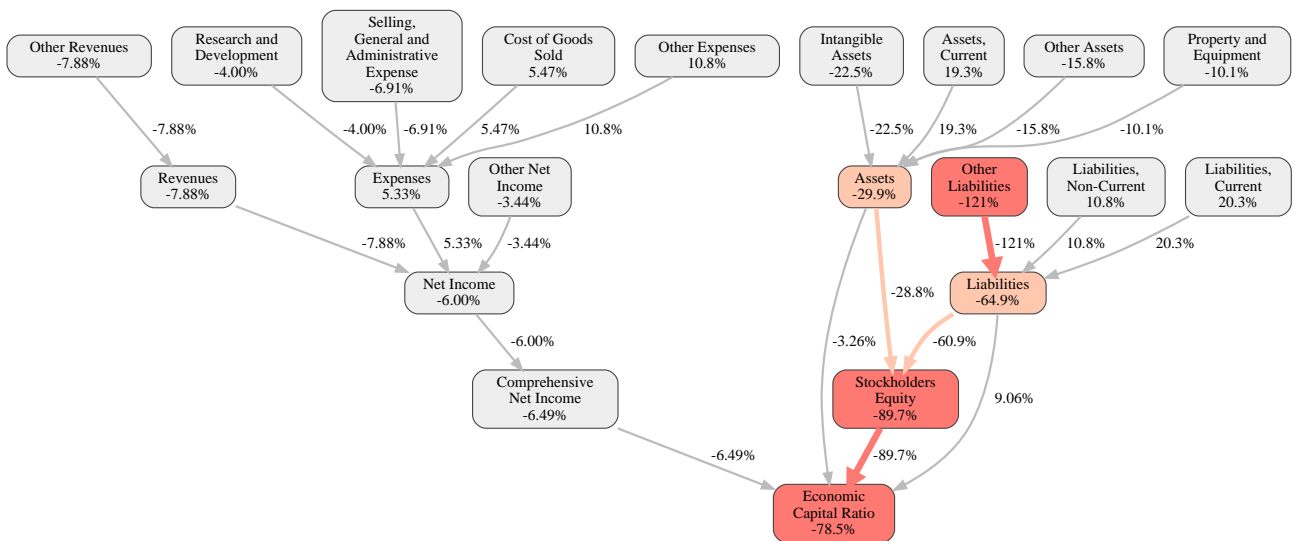 Other Revenues
-7.88%
Research and
Development
-4.00%
Selling,
General and
Administrative
Expense
-6.91%
Cost of Goods
Sold
5.47%
Other Expenses
10.8%
Intangible
Assets
-22.5%
Assets,
Current
19.3%
Other Assets
-15.8%
Property and
Equipment
-10.1%
-7.88%
-4.00%
-6.91%
5.47%
10.8%
-22.5%
19.3%
-15.8%
-10.1%
Revenues
-7.88%
Expenses
5.33%
Other Net
Income
-3.44%
Assets
-29.9%
Other
Liabilities
-121%
Liabilities,
Non-Current
10.8%
Liabilities,
Current
20.3%
-7.88%
5.33%
-3.44%
-121%
10.8%
20.3%
Net Income
-6.00%
-28.8%
Liabilities
-64.9%
-6.00%
-3.26%
-60.9%
Comprehensive
Net Income
-6.49%
Stockholders
Equity
-89.7%
9.06%
-6.49%
-89.7%
Economic
Capital Ratio
-78.5%